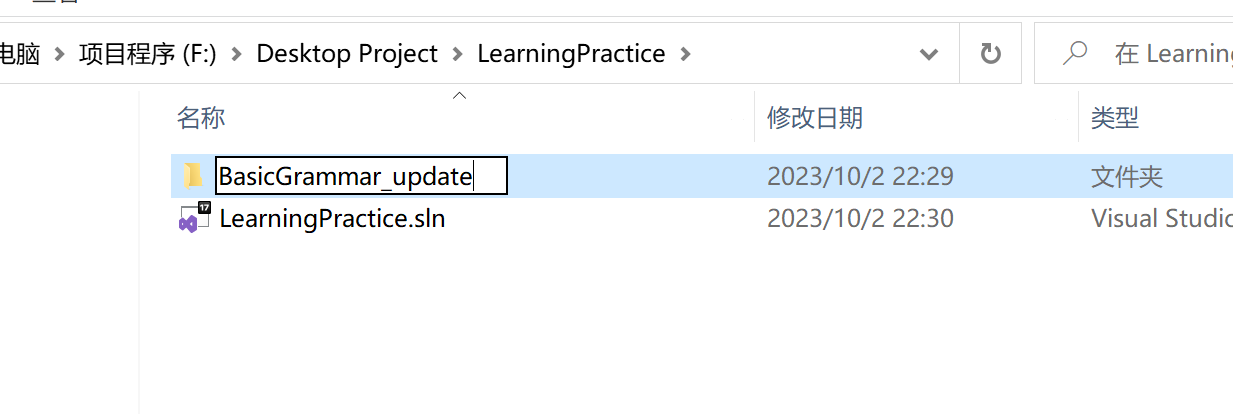 电脑 > 项目程序 (F:) > Desktop Project > LearningPractice >
在 Learning
名称 修改日期 类型
BasicGrammar_update 2023/10/2 22:29 文件夹
17
LearningPractice.sln 2023/10/2 22:30 Visual Studio